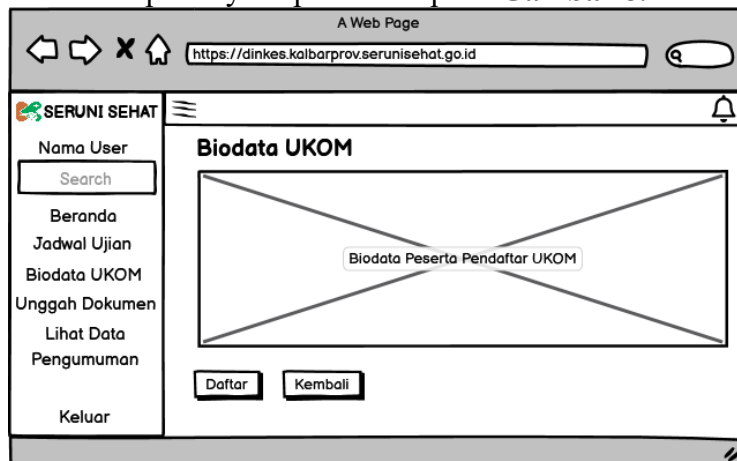 A Web Page
https://dinkes.kalbarprov.serunisehat.go.id
SERUNI SEHAT
Nama User
Search
Beranda
Jadwal Ujian
Biodata UKOM
Unggah Dokumen
Lihat Data
Pengumuman
Keluar
Biodata UKOM
Biodata Peserta Pendaftar UKOM
Daftar
Kembali